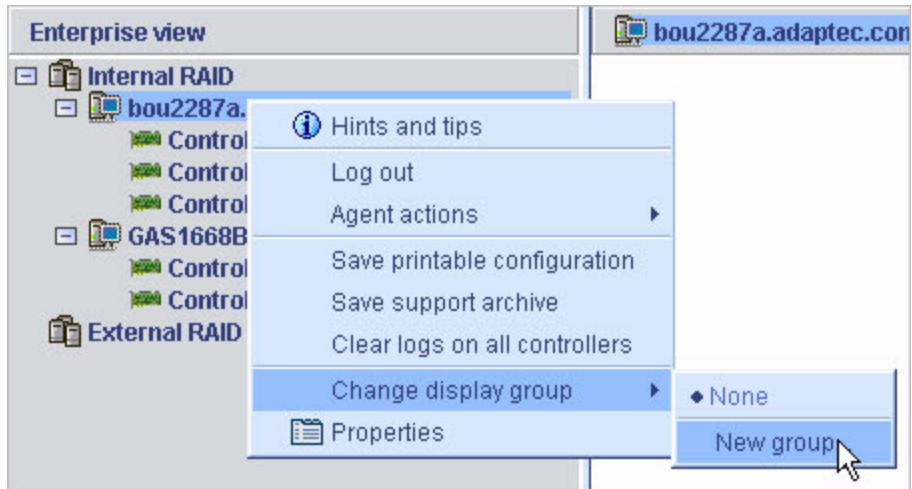 Enterprise view
bou2287a.adaptec.com
Internal RAID
bou2287a.
Control
Control
Control
GAS1668B
Control
Control
External RAID
Hints and tips
Log out
Agent actions
Save printable configuration
Save support archive
Clear logs on all controllers
Change display group
Properties
None
New group